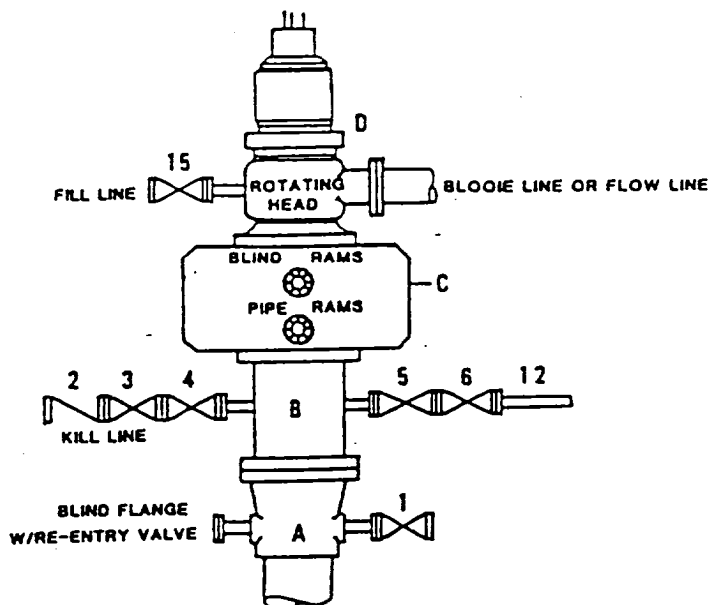 D
15
FILL LINE
ROTATING
HEAD
BLOOIE LINE OR FLOW LINE
BLIND RAMS
C
PIPE RAMS
2 3 4
5 6 12
B
KILL LINE
BLIND FLANGE
W/RE-ENTRY VALVE
A
1